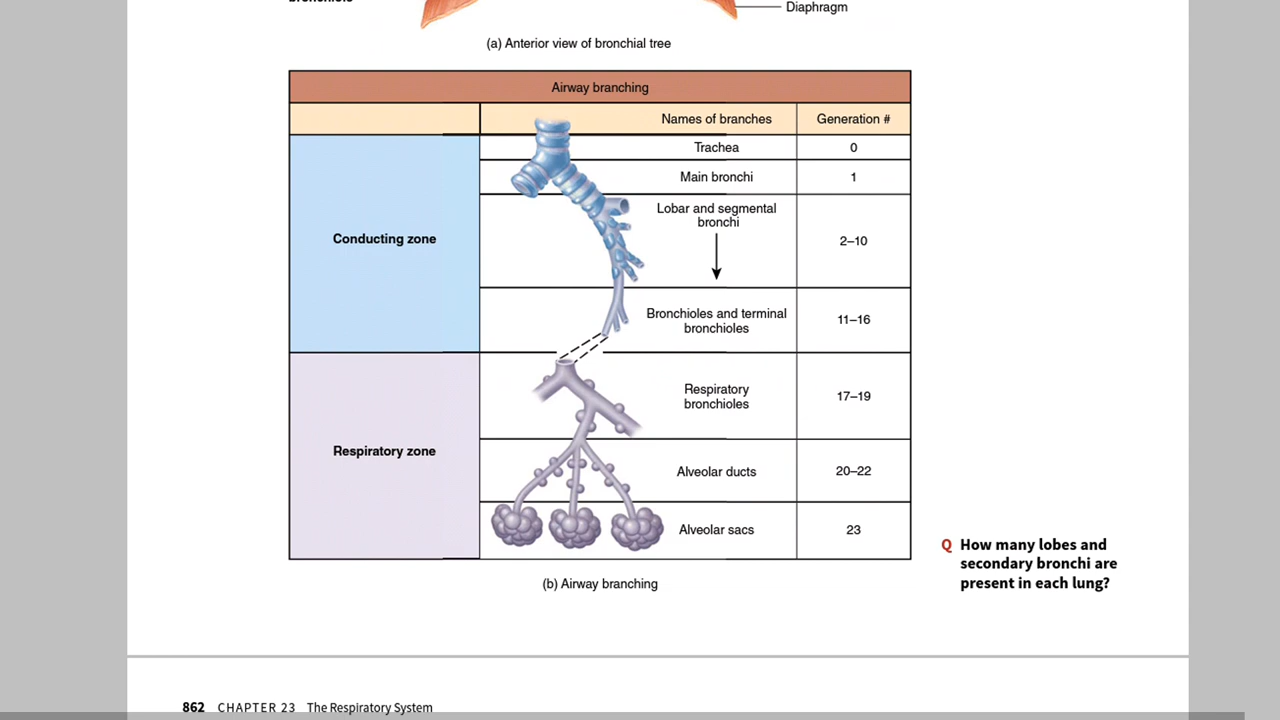 Diaphragm
(a) Anterior view of bronchial tree
Airway branching
Names of branches
Generation #
Conducting zone
Trachea
0
Main bronchi
1
Lobar and segmental
bronchi
2–10
Bronchioles and terminal
bronchioles
11–16
Respiratory zone
Respiratory
bronchioles
17–19
Alveolar ducts
20–22
Alveolar sacs
23
(b) Airway branching
Q How many lobes and
secondary bronchi are
present in each lung?
862 CHAPTER 23 The Respiratory System